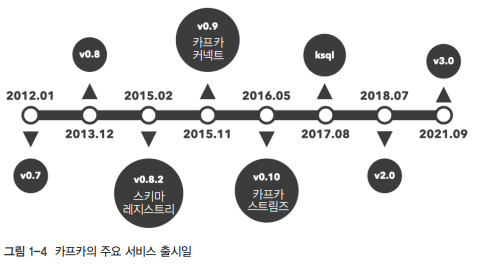 v0.9
카프카
커넥트
v0.8
ksql
v3.0
2012.01
2015.02
2016.05
2018.07
2013.12
2015.11
2017.08
2021.09
v0.7
v0.8.2
스키마
레지스트리
v0.10
카프카
스트림즈
v2.0
그림 1-4 카프카의 주요 서비스 출시일